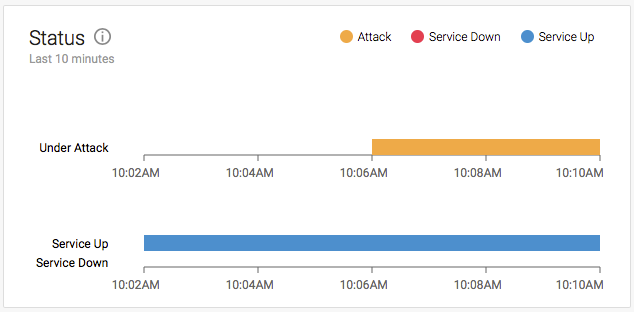 Status
Last 10 minutes
Attack Service Down Service Up
Under Attack
10:02AM 10:04AM 10:06AM 10:08AM 10:10AM
Service Up
Service Down
10:02AM 10:04AM 10:06AM 10:08AM 10:10AM